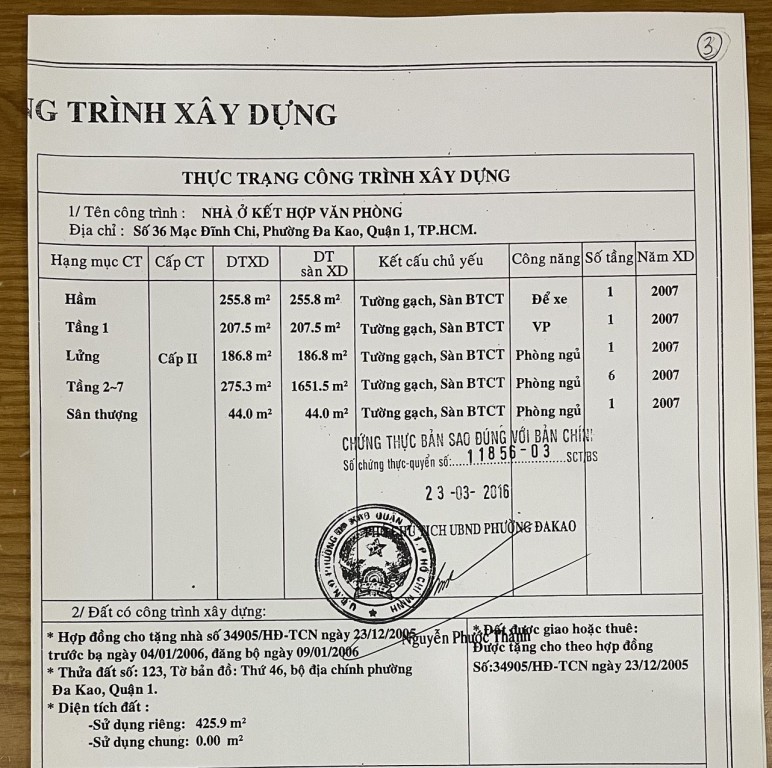 3
NG TRÌNH XÂY DỰNG
THỰC TRẠNG CÔNG TRÌNH XÂY DỰNG
1/ Tên công trình : NHÀ Ở KẾT HỢP VĂN PHÒNG
Địa chỉ : Số 36 Mạc Đĩnh Chi, Phường Đa Kao, Quận 1, TP.HCM.
Hạng mục CT Cấp CT DTXD DT sàn XD Kết cấu chủ yếu Công năng Số tầng Năm XD
Hầm 255.8 m² 255.8 m² Tường gạch, Sàn BTCT Để xe 1 2007
Tầng 1 207.5 m² 207.5 m² Tường gạch, Sàn BTCT VP 1 2007
Lửng Cấp II 186.8 m² 186.8 m² Tường gạch, Sàn BTCT Phòng ngủ 1 2007
Tầng 2~7 275.3 m² 1651.5 m² Tường gạch, Sàn BTCT Phòng ngủ 6 2007
Sân thượng 44.0 m² 44.0 m² Tường gạch, Sàn BTCT Phòng ngủ 1 2007
CHỨNG THỰC BẢN SAO ĐÚNG VỚI BẢN CHÍNH
Số chứng thực-quyển số:....11856-03....SCT/BS
23-03-2016
CHỦ TỊCH UBND PHƯỜNG ĐAKAO
U.B.N.D PHƯỜNG ĐA KAO QUẬN 1 T.P HỒ CHÍ MINH
Nguyễn Phước Thành
2/ Đất có công trình xây dựng:
* Hợp đồng cho tặng nhà số 34905/HĐ-TCN ngày 23/12/2005
trước bạ ngày 04/01/2006, đăng bộ ngày 09/01/2006
* Thửa đất số: 123, Tờ bản đồ: Thứ 46, bộ địa chính phường
Đa Kao, Quận 1.
* Diện tích đất :
-Sử dụng riêng: 425.9 m²
-Sử dụng chung: 0.00 m²
* Đất được giao hoặc thuê:
Được tặng cho theo hợp đồng
Số:34905/HĐ-TCN ngày 23/12/2005